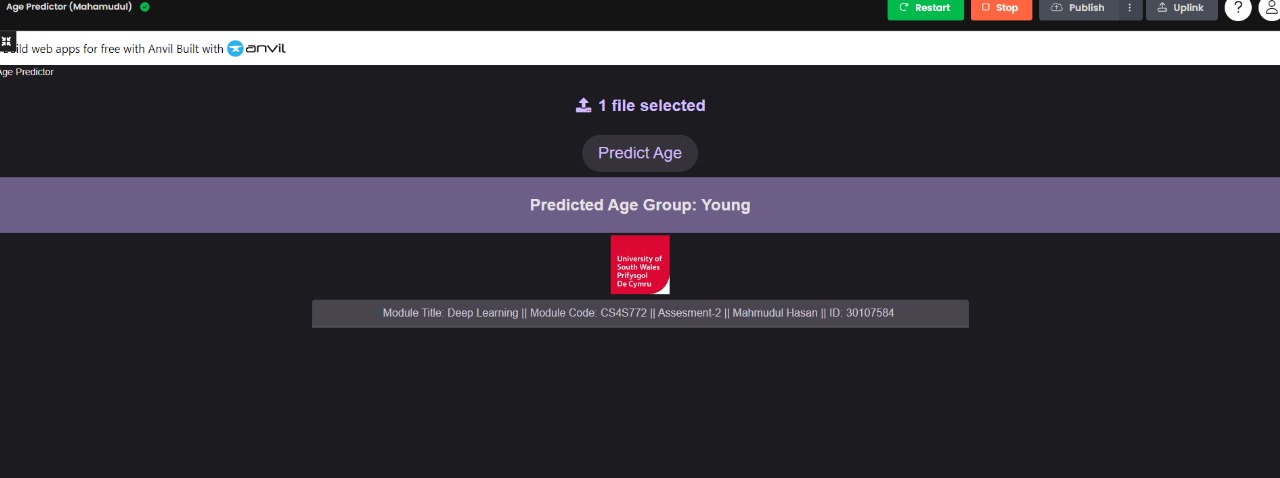 Age Predictor (Mahamudul)
Restart
Stop
Publish
Uplink
?
ild web apps for free with Anvil Built with anvil
Age Predictor
1 file selected
Predict Age
Predicted Age Group: Young
University of
South Wales
Prifysgol
De Cymru
Module Title: Deep Learning || Module Code: CS4S772 || Assesment-2 || Mahmudul Hasan || ID: 30107584